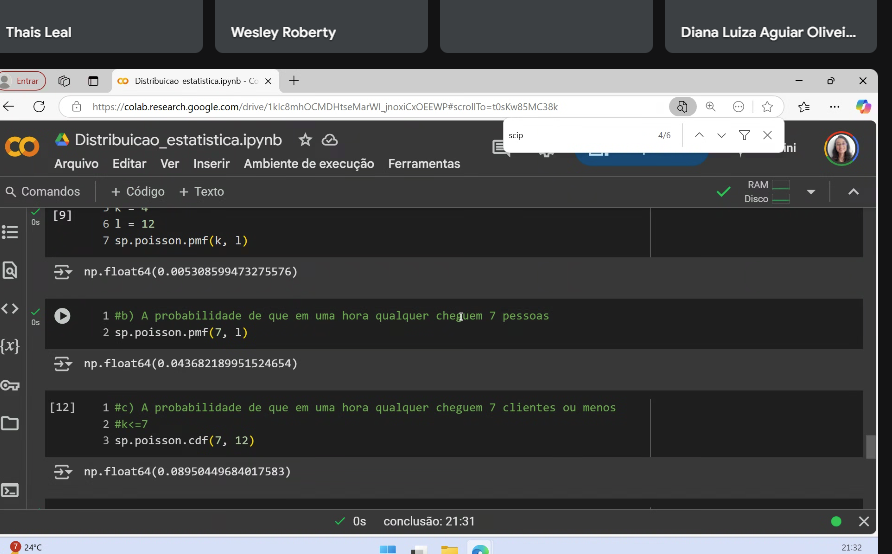 Thais Leal
Wesley Roberty
Diana Luiza Aguiar Olivei...
Entrar
Distribuicao_estatistica.ipynb - Co
https://colab.research.google.com/drive/1klc8mhOCMDHtseMarWI_jnoxiCxOEEWP#scrollTo=t0sKw85MC38k
scip
4/6
Distribuicao_estatistica.ipynb
ini
Arquivo Editar Ver Inserir Ambiente de execução Ferramentas
Comandos + Código + Texto
RAM
Disco
[9]
5 k = 4
0s
6 l = 12
7 sp.poisson.pmf(k, l)
np.float64(0.005308599473275576)
0s
1 #b) A probabilidade de que em uma hora qualquer cheguem 7 pessoas
2 sp.poisson.pmf(7, l)
np.float64(0.043682189951524654)
[12]
1 #c) A probabilidade de que em uma hora qualquer cheguem 7 clientes ou menos
2 #k<=7
3 sp.poisson.cdf(7, 12)
np.float64(0.08950449684017583)
0s conclusão: 21:31
7
24°C
21:32